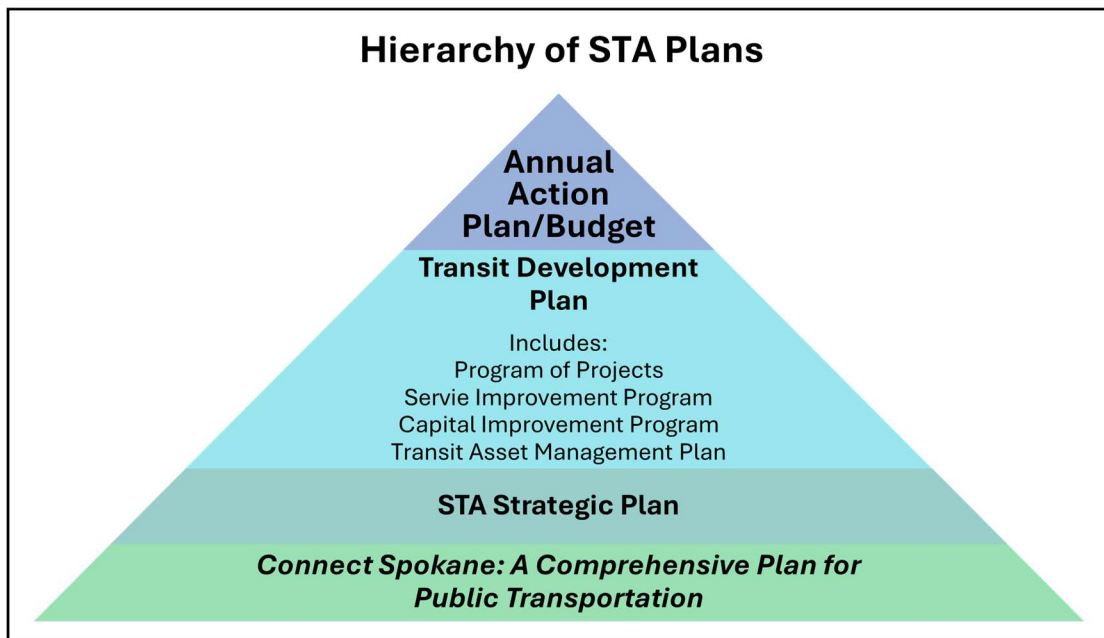 Hierarchy of STA Plans
Annual
Action
Plan/Budget
Transit Development
Plan
Includes:
Program of Projects
Servie Improvement Program
Capital Improvement Program
Transit Asset Management Plan
STA Strategic Plan
Connect Spokane: A Comprehensive Plan for
Public Transportation